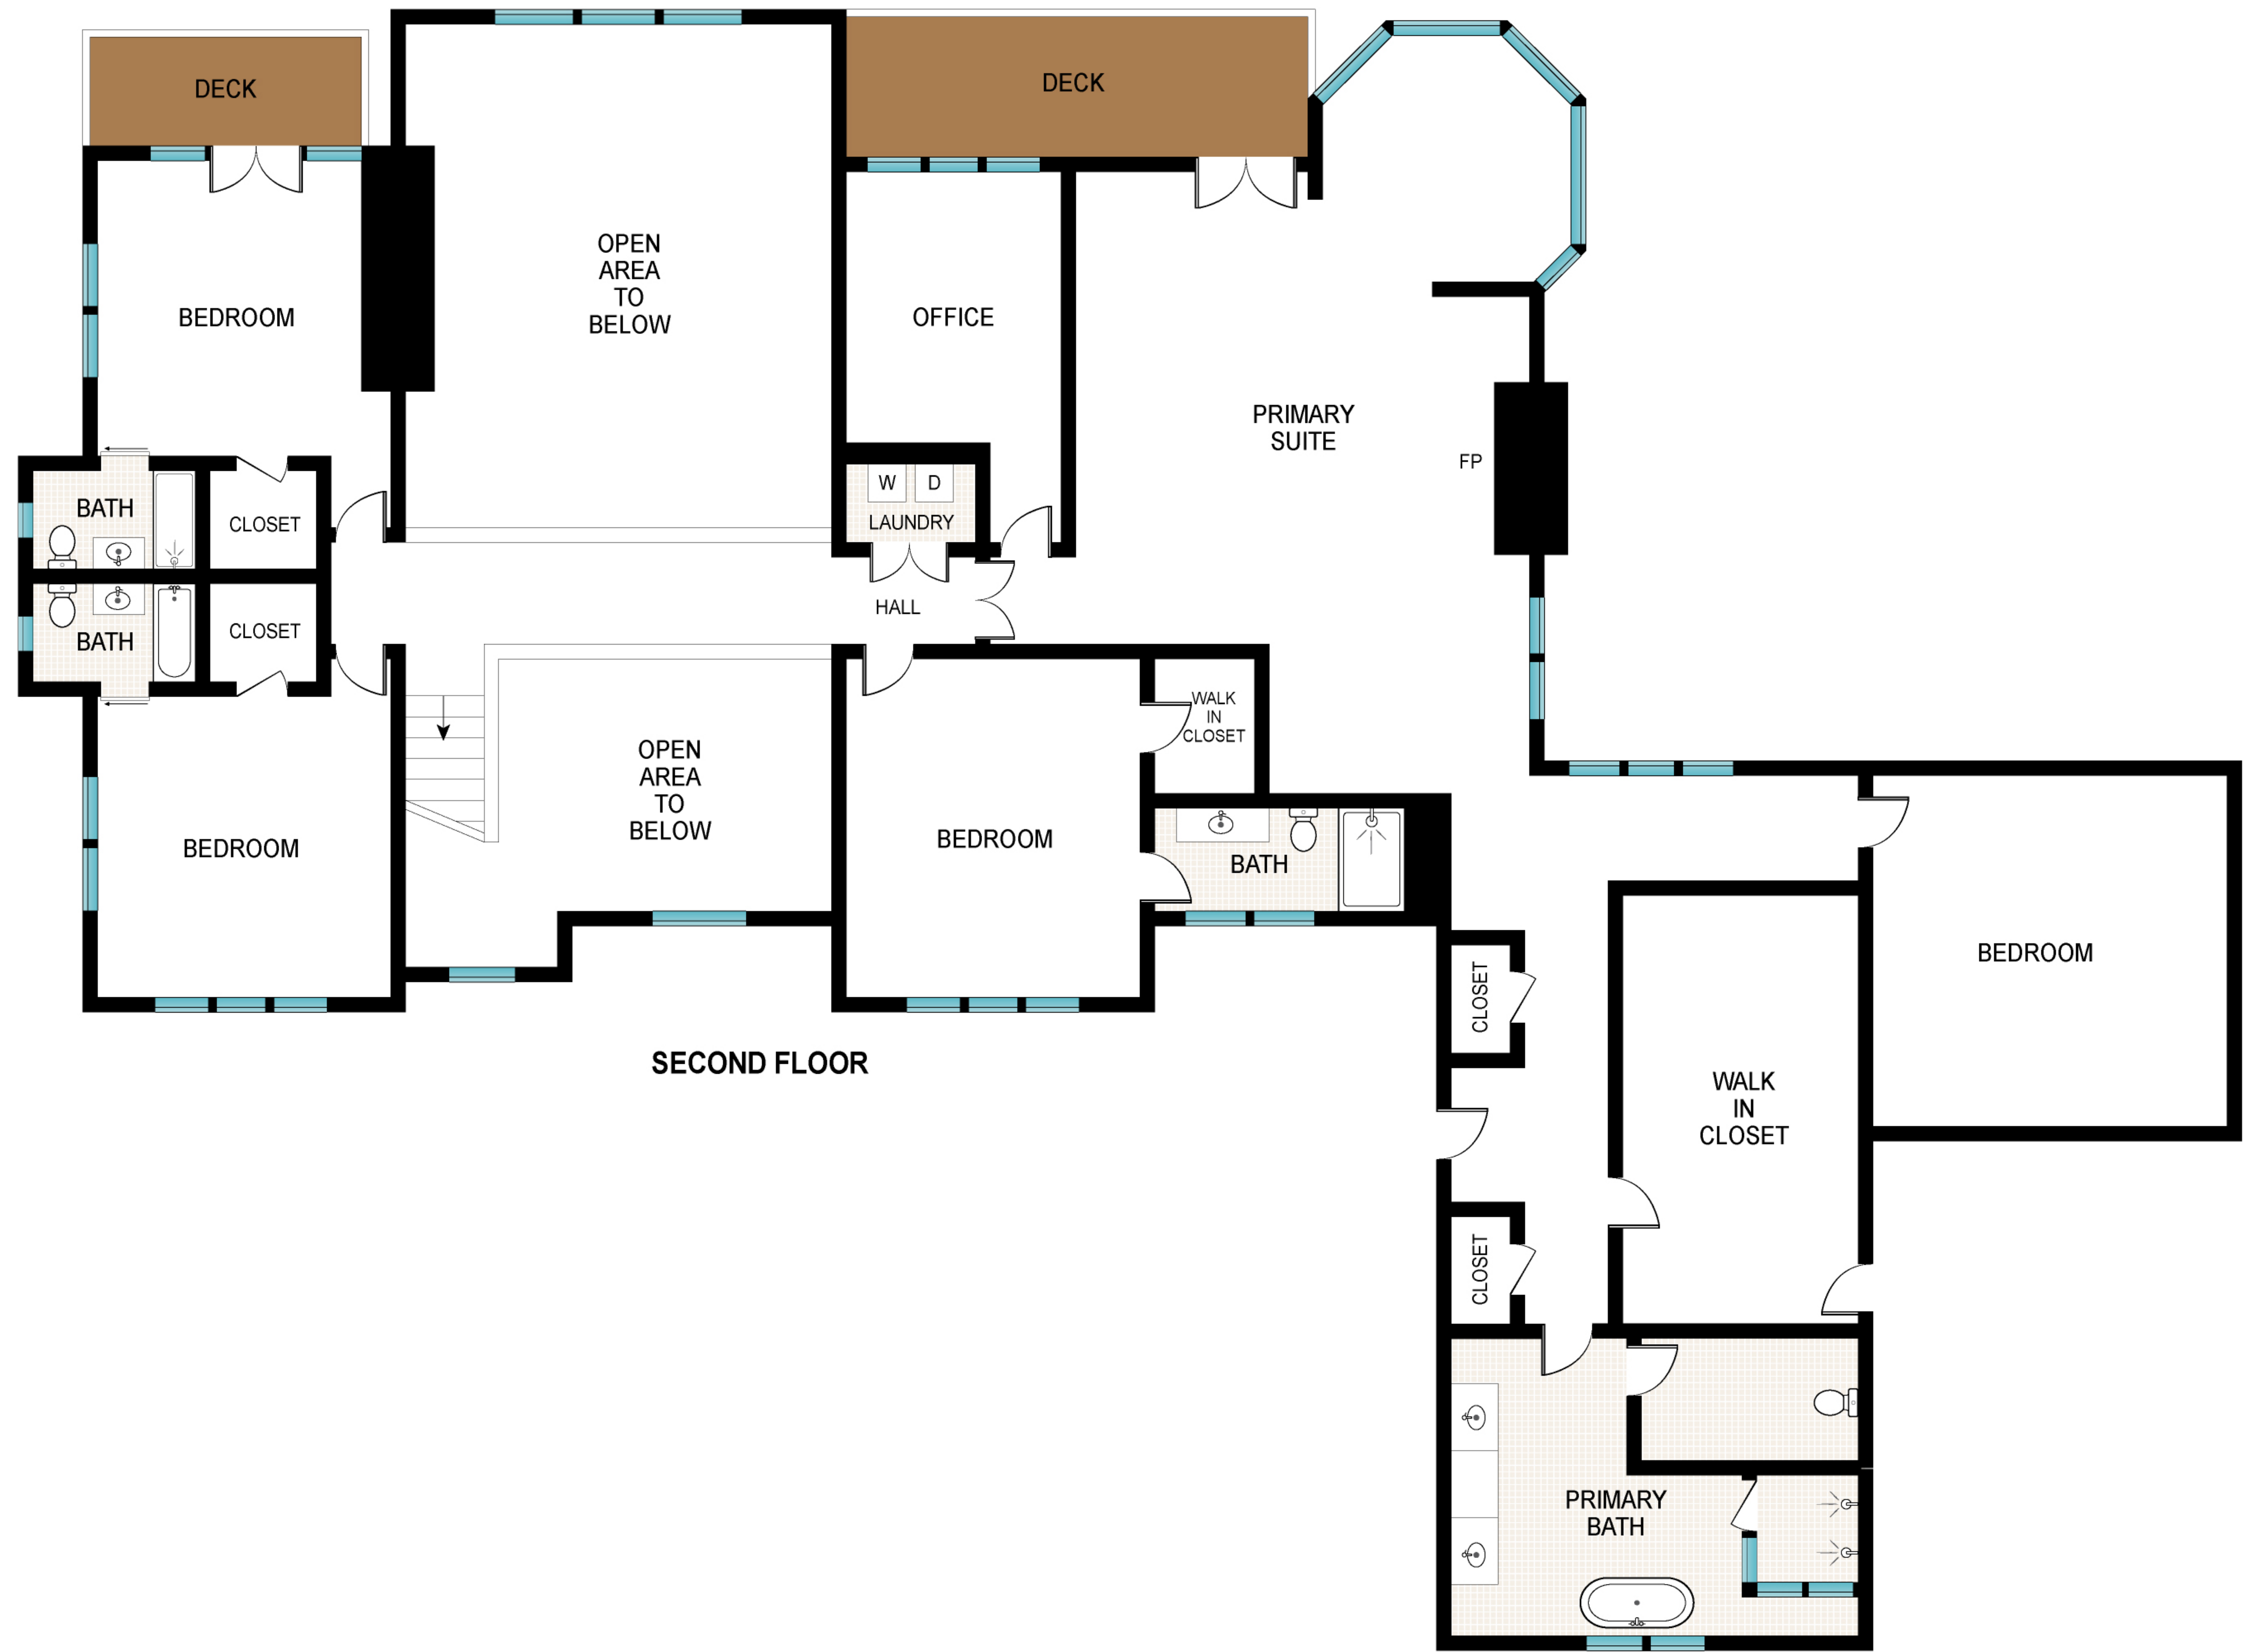 DECK
DECK
OPEN
AREA
TO
BELOW
BEDROOM
OFFICE
PRIMARY
SUITE
FP
W D
LAUNDRY
BATH
CLOSET
HALL
BATH
CLOSET
WALK
IN
CLOSET
OPEN
AREA
TO
BELOW
BEDROOM
BEDROOM
BATH
BEDROOM
CLOSET
SECOND FLOOR
WALK
IN
CLOSET
CLOSET
PRIMARY
BATH